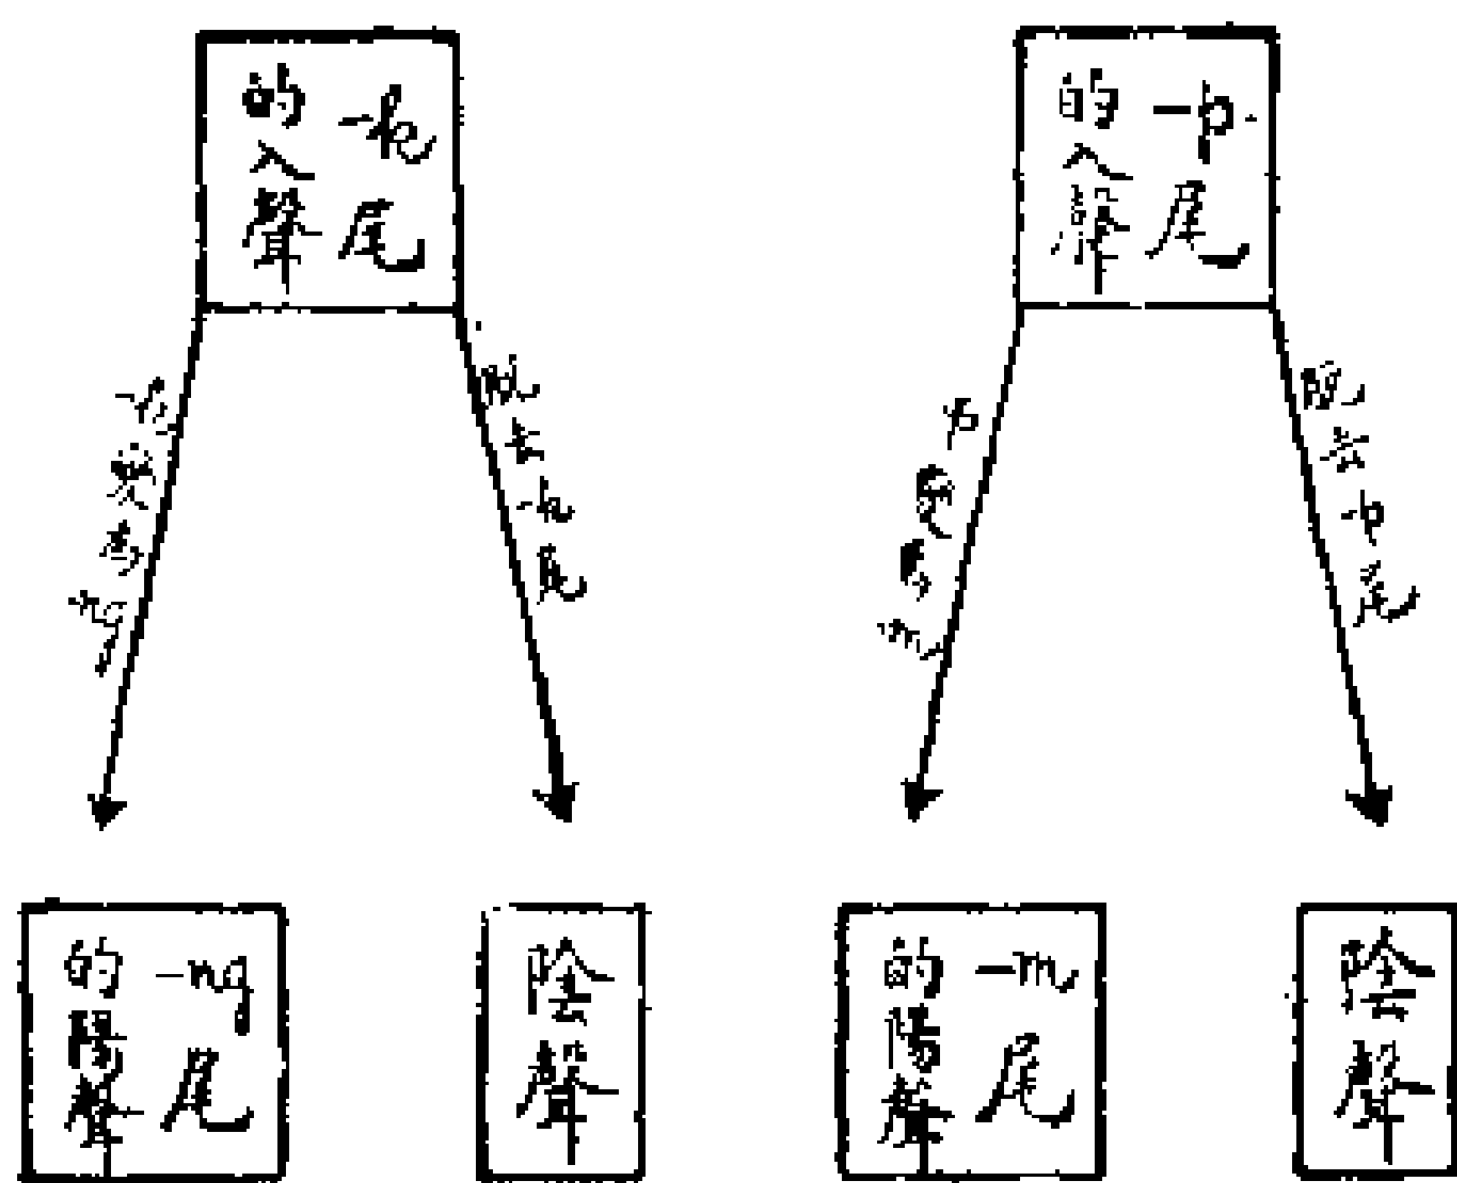 -k尾
的入聲
-p尾
的入聲
脫去-k尾
-k變為-ng
脫去-p尾
-p變為-m
-ng尾
的陽聲
陰聲
-m尾
的陽聲
陰聲